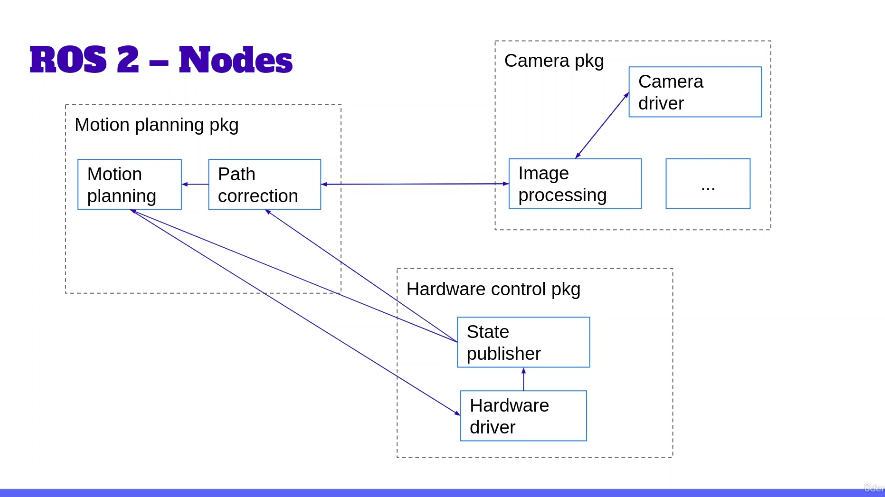 ROS 2 – Nodes
Camera pkg
Camera
driver
Motion planning pkg
Motion
planning
Path
correction
Image
processing
...
Hardware control pkg
State
publisher
Hardware
driver